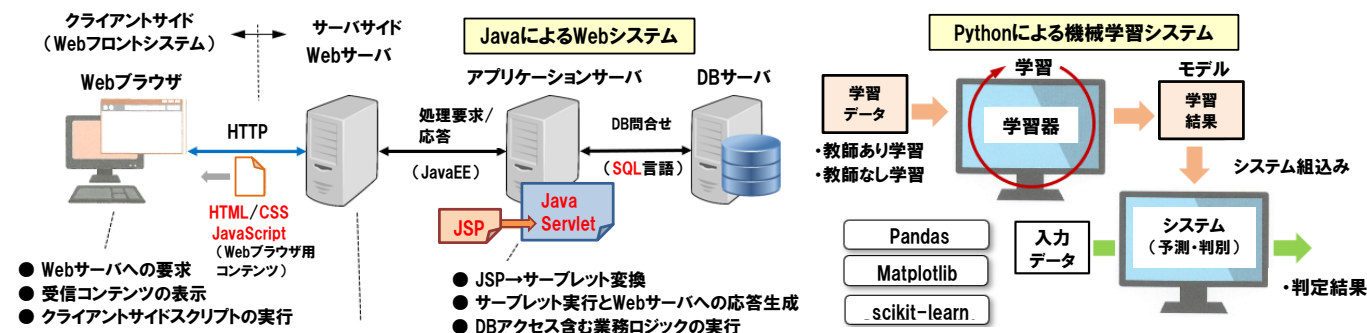 クライアントサイド
（Webフロントシステム）
サーバサイド
Webサーバ
Webブラウザ
HTTP
HTML/CSS
JavaScript
（Webブラウザ用
コンテンツ）
● Webサーバへの要求
● 受信コンテンツの表示
● クライアントサイドスクリプトの実行
JavaによるWebシステム
アプリケーションサーバ
DBサーバ
処理要求/
応答
（JavaEE）
DB問合せ
（SQL言語）
JSP
Java
Servlet
● JSP→サーブレット変換
● サーブレット実行とWebサーバへの応答生成
● DBアクセス含む業務ロジックの実行
Pythonによる機械学習システム
学習
データ
・教師あり学習
・教師なし学習
学習
学習器
モデル
学習
結果
システム組込み
Pandas
Matplotlib
scikit-learn
入力
データ
システム
（予測・判別）
・判定結果